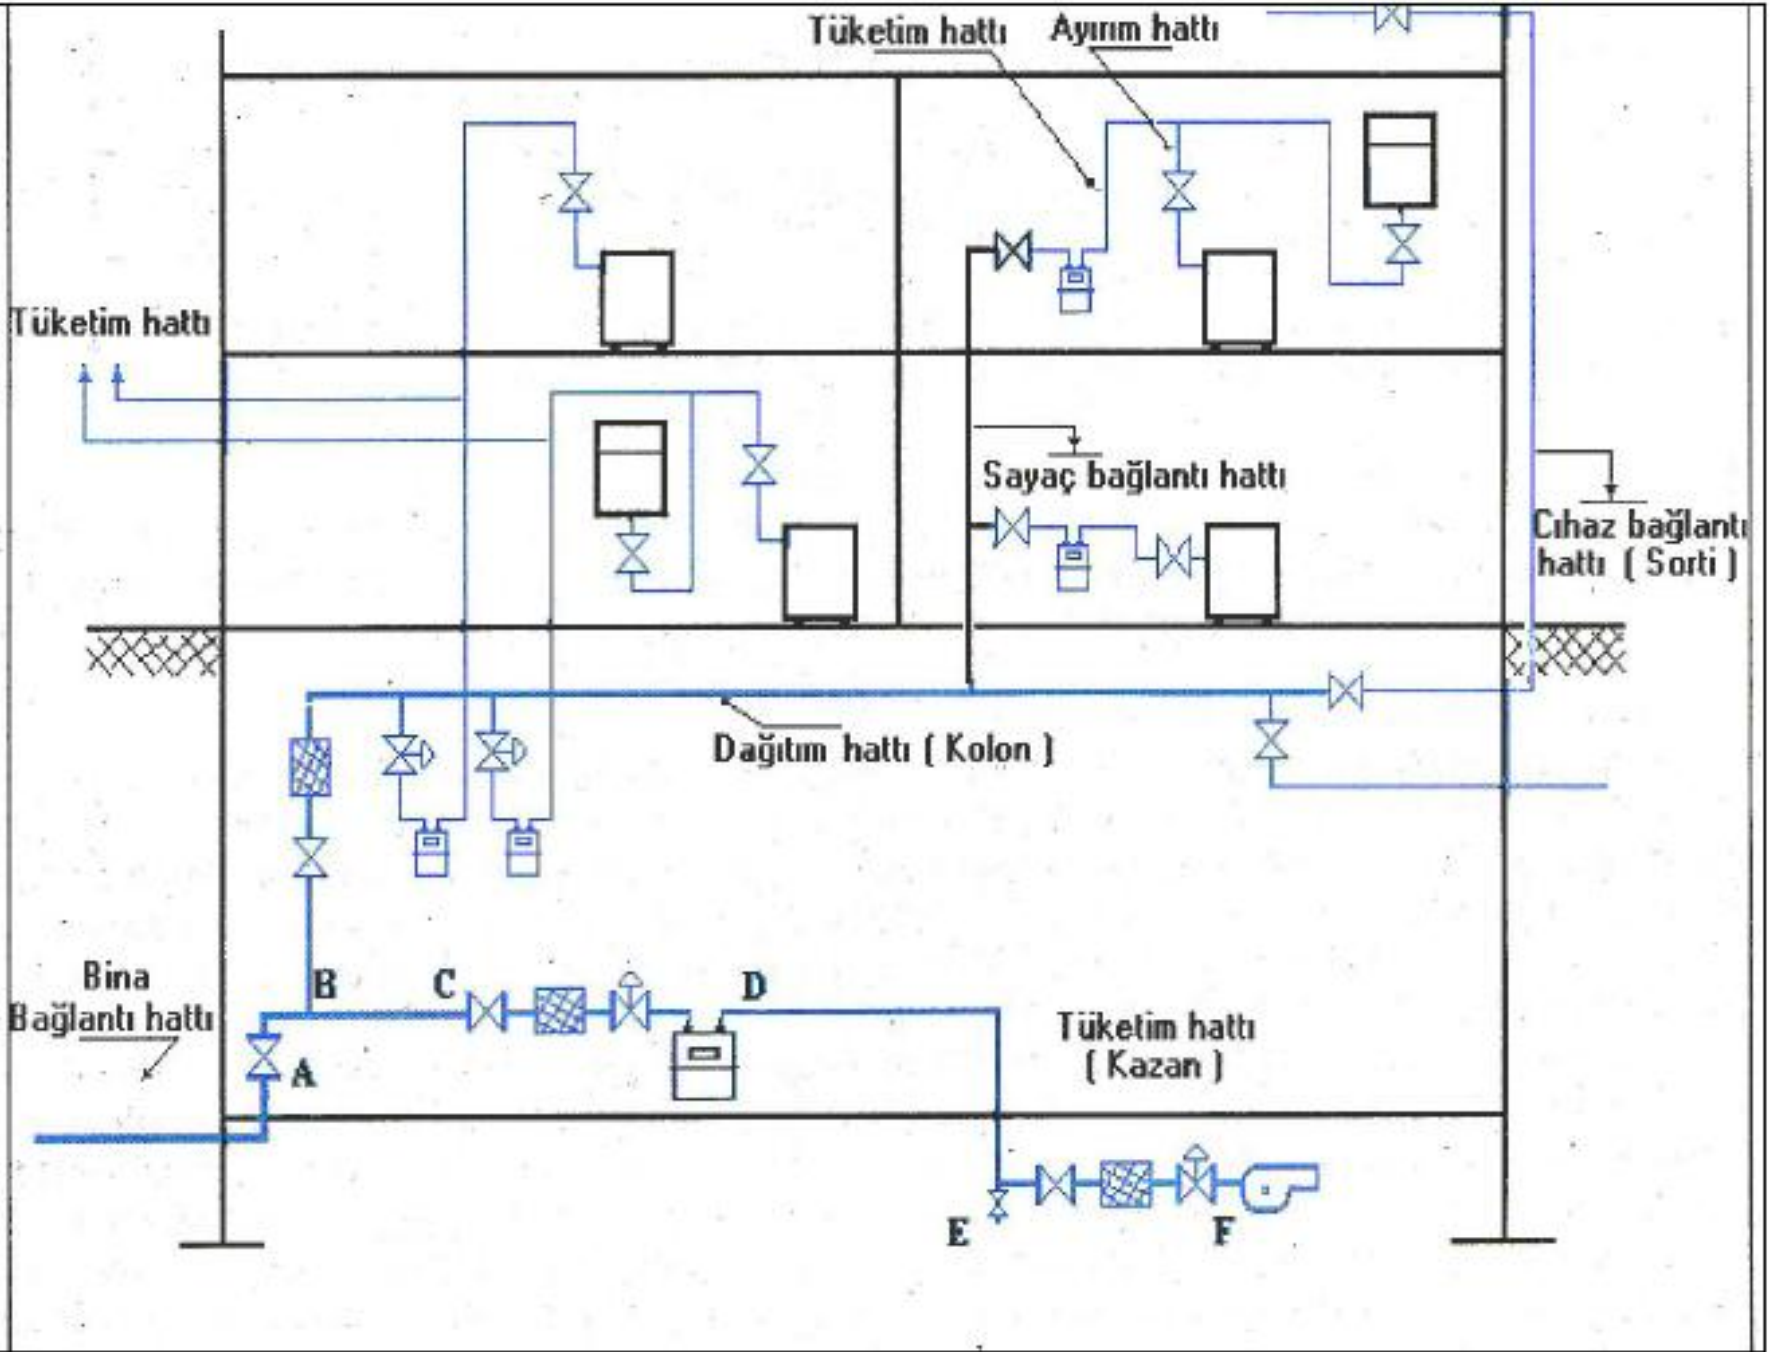 Tüketim hattı
Ayırım hattı
Tüketim hattı
Sayaç bağlantı hattı
Cıhaz bağlantı
hattı ( Sorti )
Dağıtım hattı ( Kolon )
Bina
Bağlantı hattı
A
B
C
D
Tüketim hattı
( Kazan )
E
F